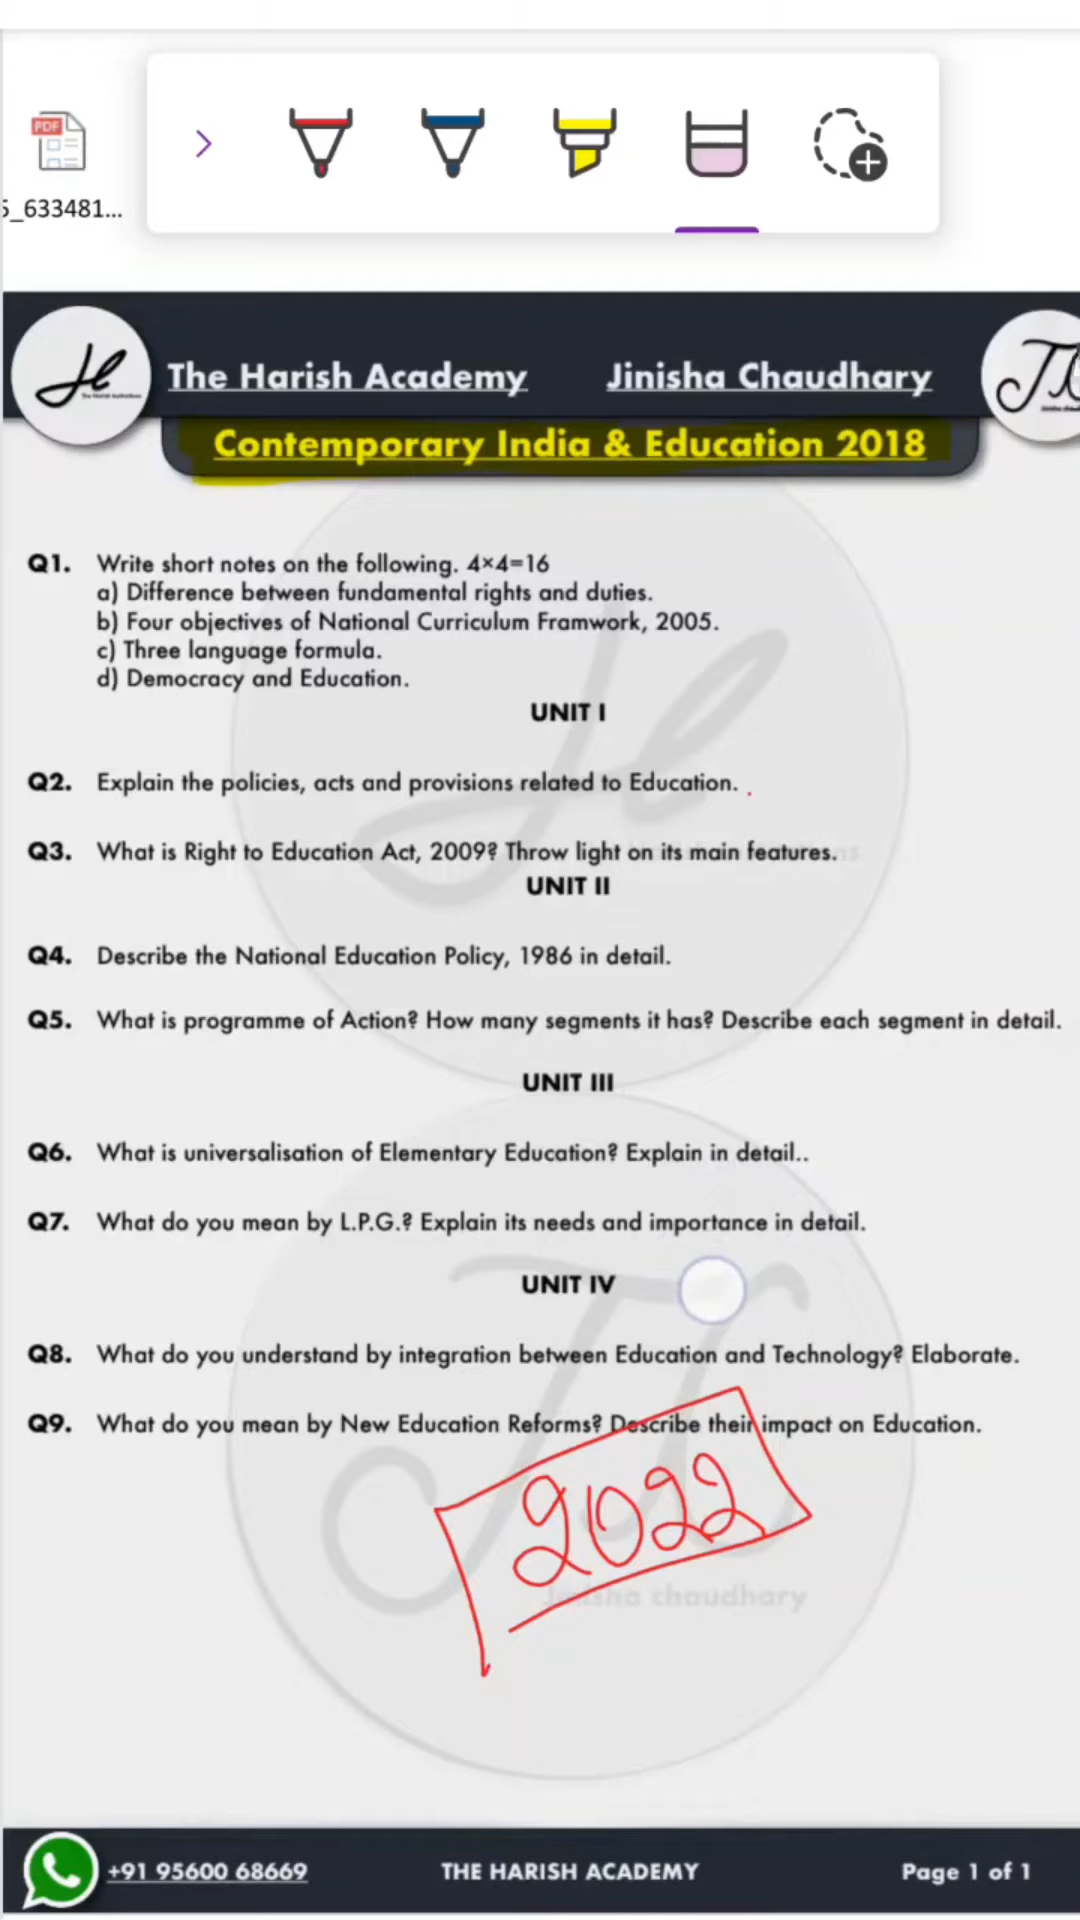 PDF
5_633481...
The Harish Academy
Jinisha Chaudhary
Contemporary India & Education 2018
Q1. Write short notes on the following. 4×4=16
a) Difference between fundamental rights and duties.
b) Four objectives of National Curriculum Framwork, 2005.
c) Three language formula.
d) Democracy and Education.
UNIT I
Q2. Explain the policies, acts and provisions related to Education.
Q3. What is Right to Education Act, 2009? Throw light on its main features.
UNIT II
Q4. Describe the National Education Policy, 1986 in detail.
Q5. What is programme of Action? How many segments it has? Describe each segment in detail.
UNIT III
Q6. What is universalisation of Elementary Education? Explain in detail..
Q7. What do you mean by L.P.G.? Explain its needs and importance in detail.
UNIT IV
Q8. What do you understand by integration between Education and Technology? Elaborate.
Q9. What do you mean by New Education Reforms? Describe their impact on Education.
2022
Jinisha chaudhary
+91 95600 68669
THE HARISH ACADEMY
Page 1 of 1